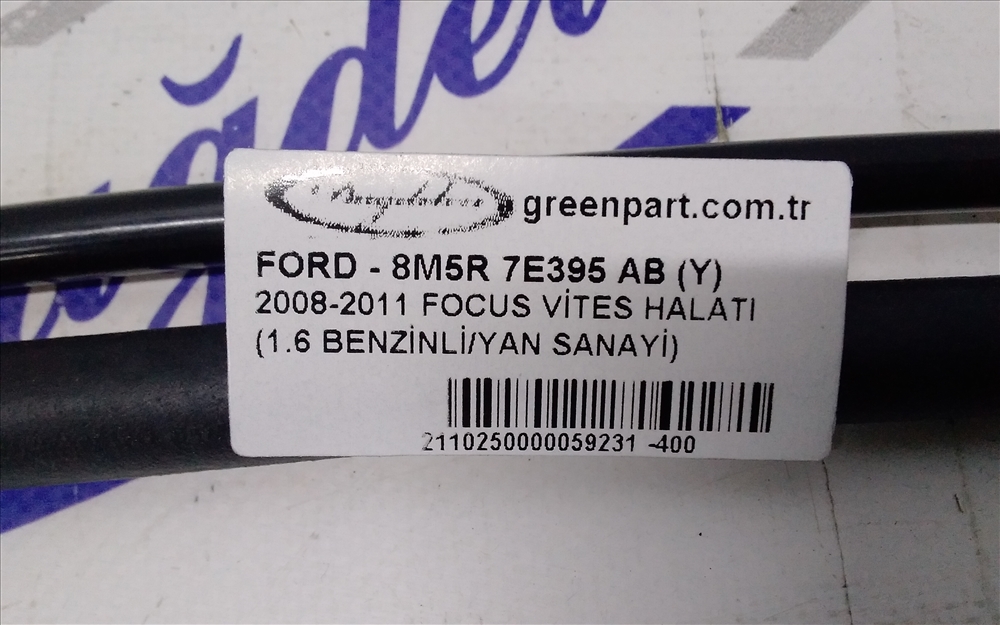 greenpart.com.tr
FORD - 8M5R 7E395 AB (Y)
2008-2011 FOCUS VİTES HALATI
(1.6 BENZİNLİ/YAN SANAYİ)
2110250000059231 -400